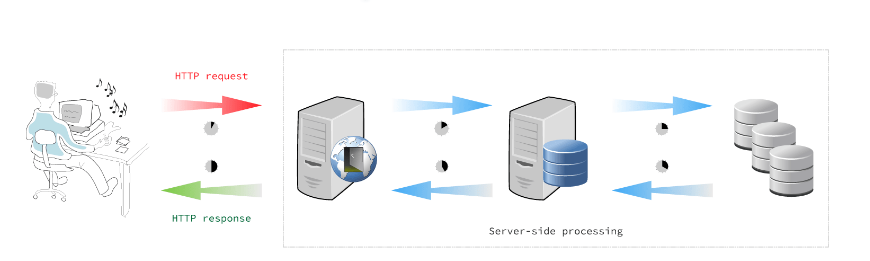 HTTP request
HTTP response
Server-side processing